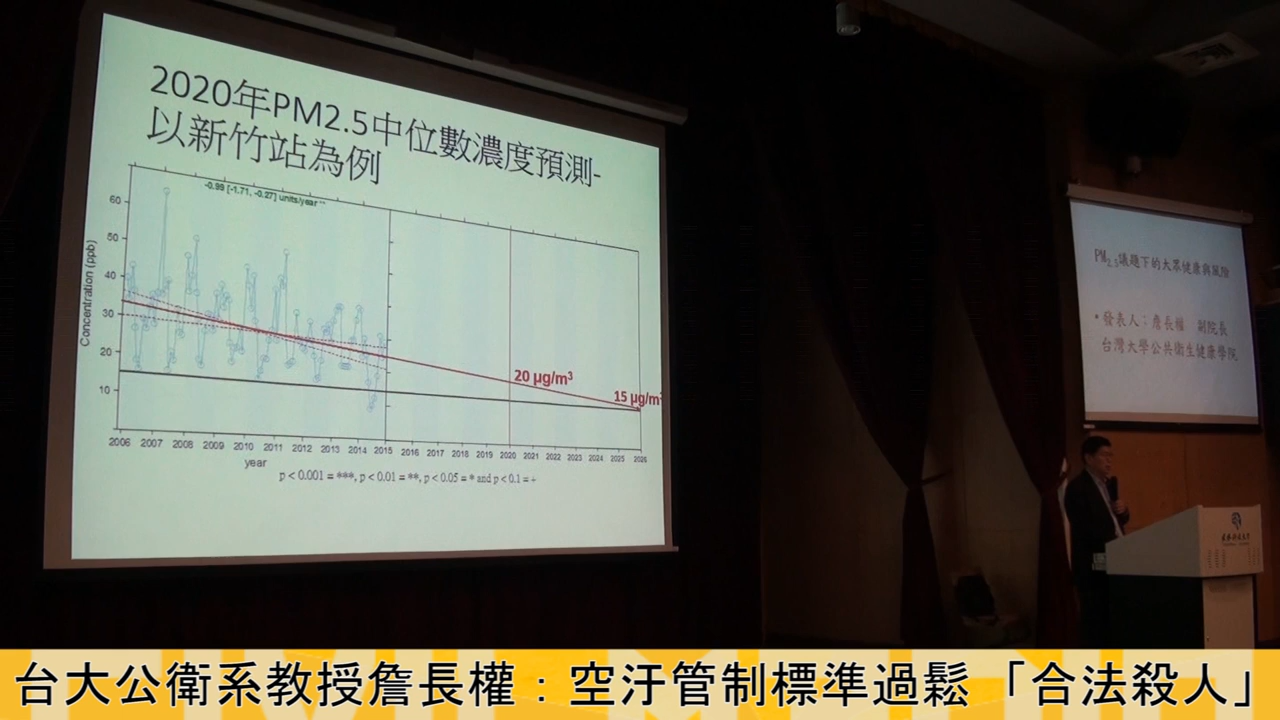 2020年PM2.5中位數濃度預測-
以新竹站為例
-0.99 [-1.71, -0.27] units/year **
Concentration (ppb)
60
50
40
30
20
10
20 µg/m3
15 µg/m
2006 2007 2008 2009 2010 2011 2012 2013 2014 2015 2016 2017 2018 2019 2020 2021 2022 2023 2024 2025 2026
year
p < 0.001 = ***, p < 0.01 = **, p < 0.05 = * and p < 0.1 = +
PM2.5議題下的大眾健康與風險
•發表人：詹長權 副院長
台灣大學公共衛生健康學院
台大公衛系教授詹長權：空汙管制標準過鬆「合法殺人」